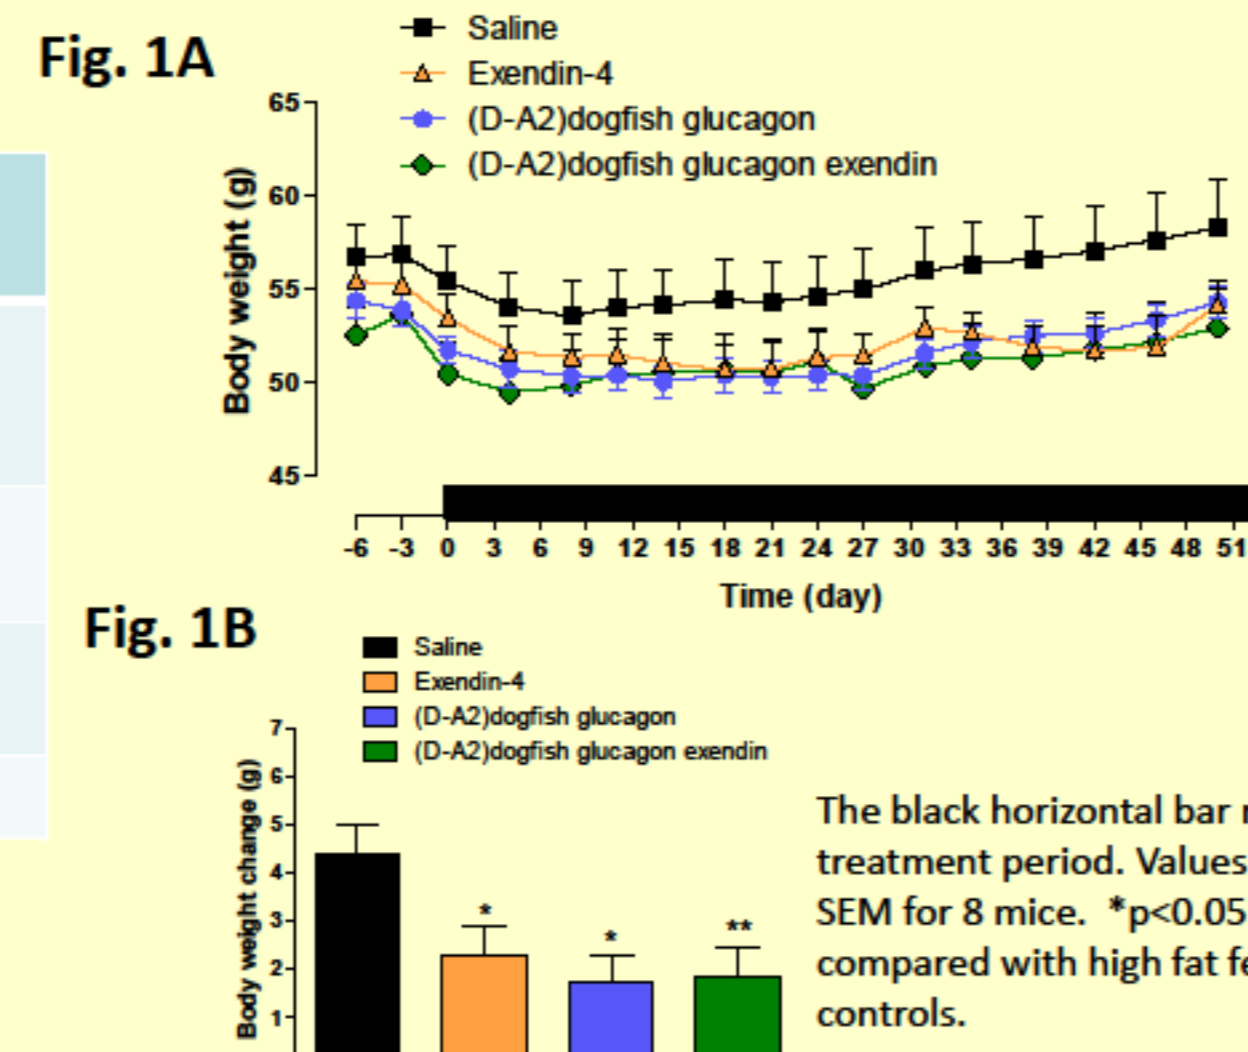 Fig. 1A
Saline
Exendin-4
(D-A2)dogfish glucagon
(D-A2)dogfish glucagon exendin
Body weight (g)
65
60
55
50
45
-6 -3 0 3 6 9 12 15 18 21 24 27 30 33 36 39 42 45 48 51
Time (day)
Fig. 1B
Saline
Exendin-4
(D-A2)dogfish glucagon
(D-A2)dogfish glucagon exendin
Body weight change (g)
7
6
5
4
3
2
1
* * **
The black horizontal bar
treatment period. Values
SEM for 8 mice. *p<0.05
compared with high fat
controls.